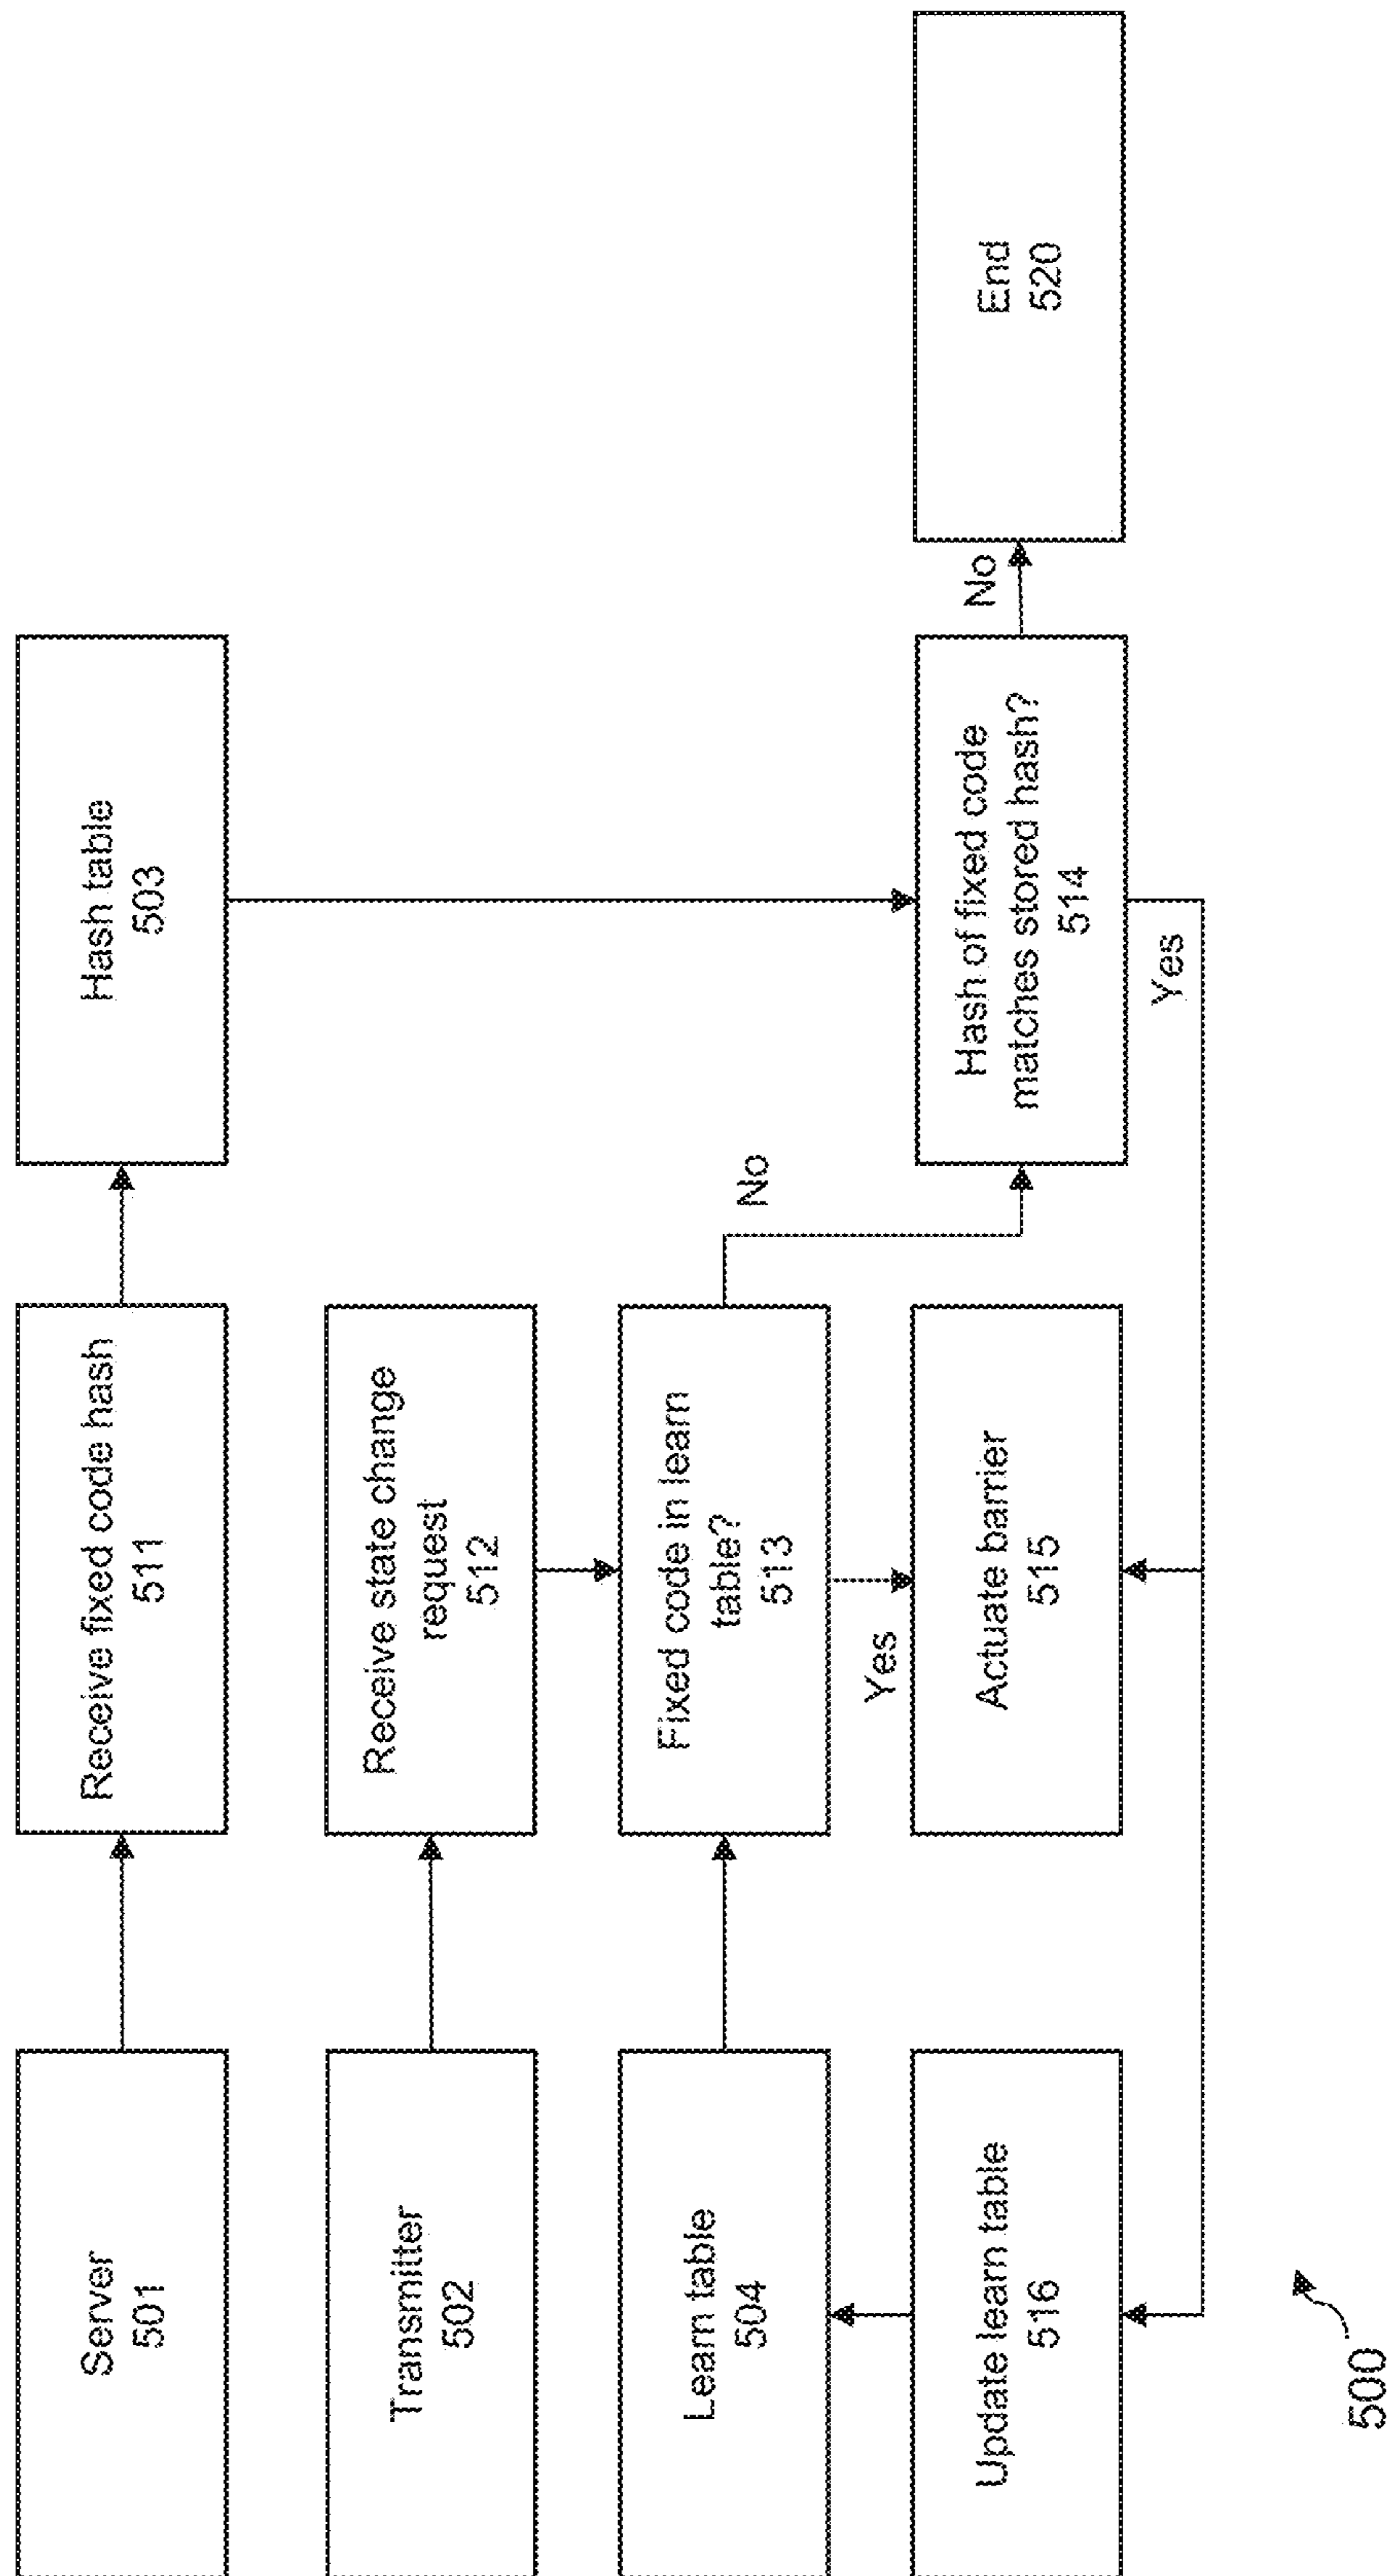 Server
501
Receive fixed code hash
511
Hash table
503
Transmitter
502
Receive state change
request
512
Learn table
504
Fixed code in learn
table?
513
No
Yes
Update learn table
516
Actuate barrier
515
Hash of fixed code
matches stored hash?
514
No
End
520
Yes
500